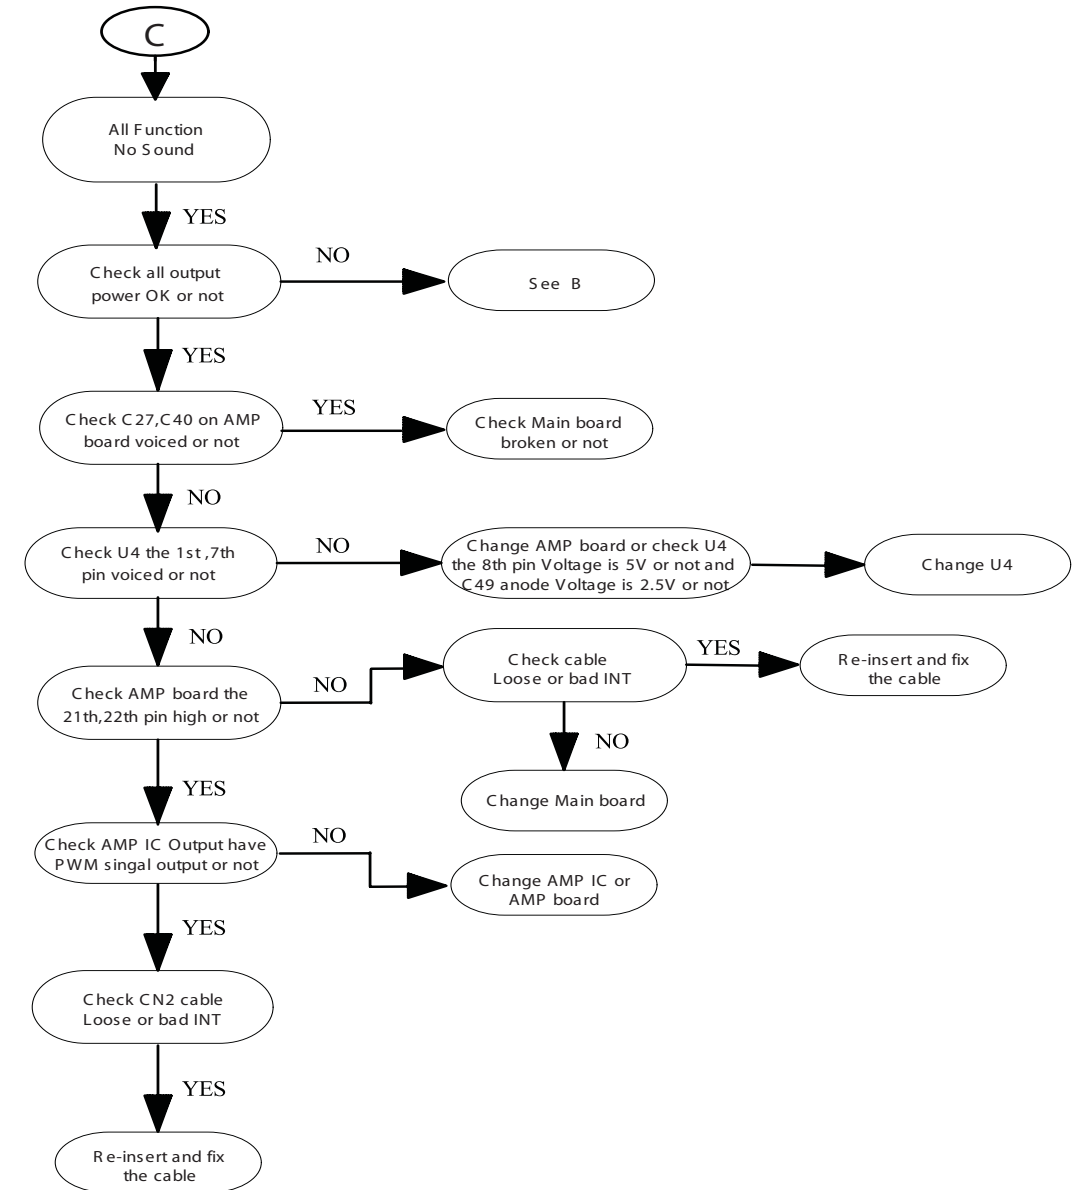 C
All Function
No Sound
YES
Check all output
power OK or not
NO
See B
YES
Check C27,C40 on AMP
board voiced or not
YES
Check Main board
broken or not
NO
Check U4 the 1st ,7th
pin voiced or not
NO
Change AMP board or check U4
the 8th pin Voltage is 5V or not and
C49 anode Voltage is 2.5V or not
Change U4
NO
Check AMP board the
21th,22th pin high or not
NO
Check cable
Loose or bad INT
YES
Re-insert and fix
the cable
NO
Change Main board
YES
Check AMP IC Output have
PWM singal output or not
NO
Change AMP IC or
AMP board
YES
Check CN2 cable
Loose or bad INT
YES
Re-insert and fix
the cable